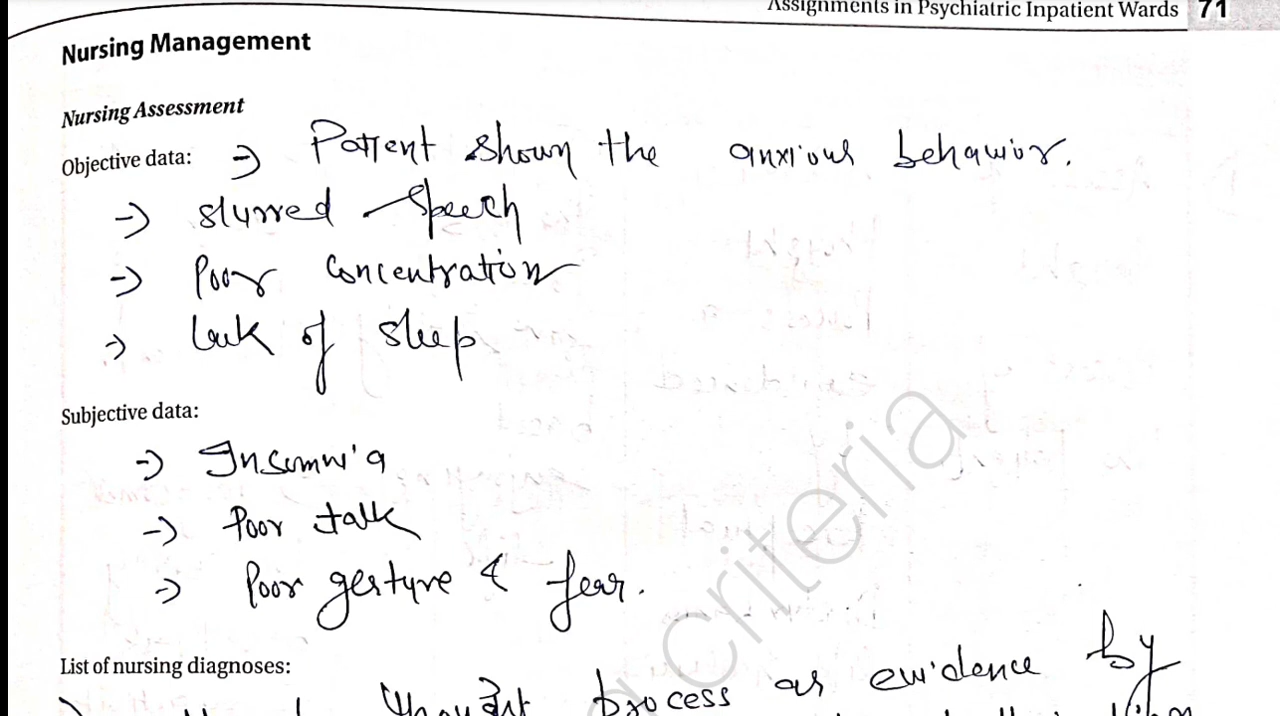 Assignments in Psychiatric Inpatient Wards 71
Nursing Management
Nursing Assessment
Objective data: → Patient shown the anxious behavior.
→ slurred speech
→ Poor concentration
→ lack of sleep
Subjective data:
→ Insomnia
→ Poor talk
→ Poor gesture & fear.
criteria
List of nursing diagnoses:
thought process as evidence by